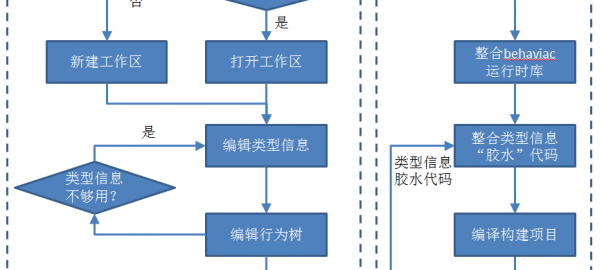 否
是
新建工作区
打开工作区
是
编辑类型信息
类型信息
不够用？
编辑行为树
整合behaviac
运行时库
整合类型信息
“胶水”代码
类型信息
胶水代码
编译构建项目